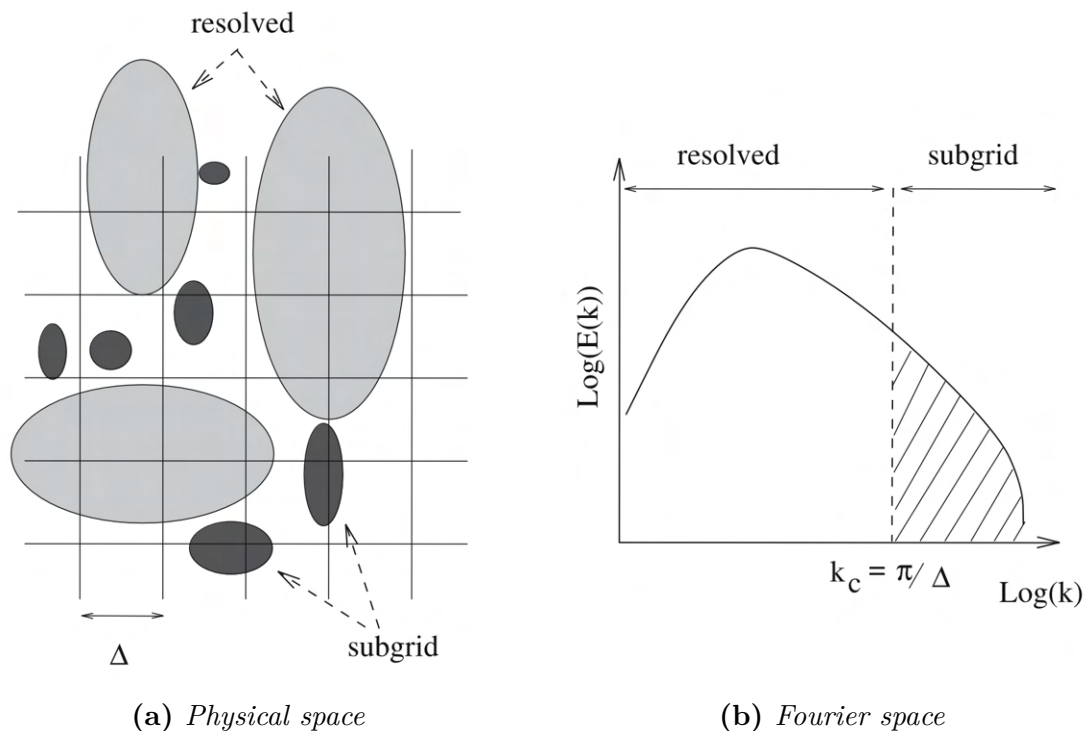 resolved
subgrid
Δ
(a) Physical space
resolved
subgrid
Log(E(k))
k_c = π/ Δ
Log(k)
(b) Fourier space